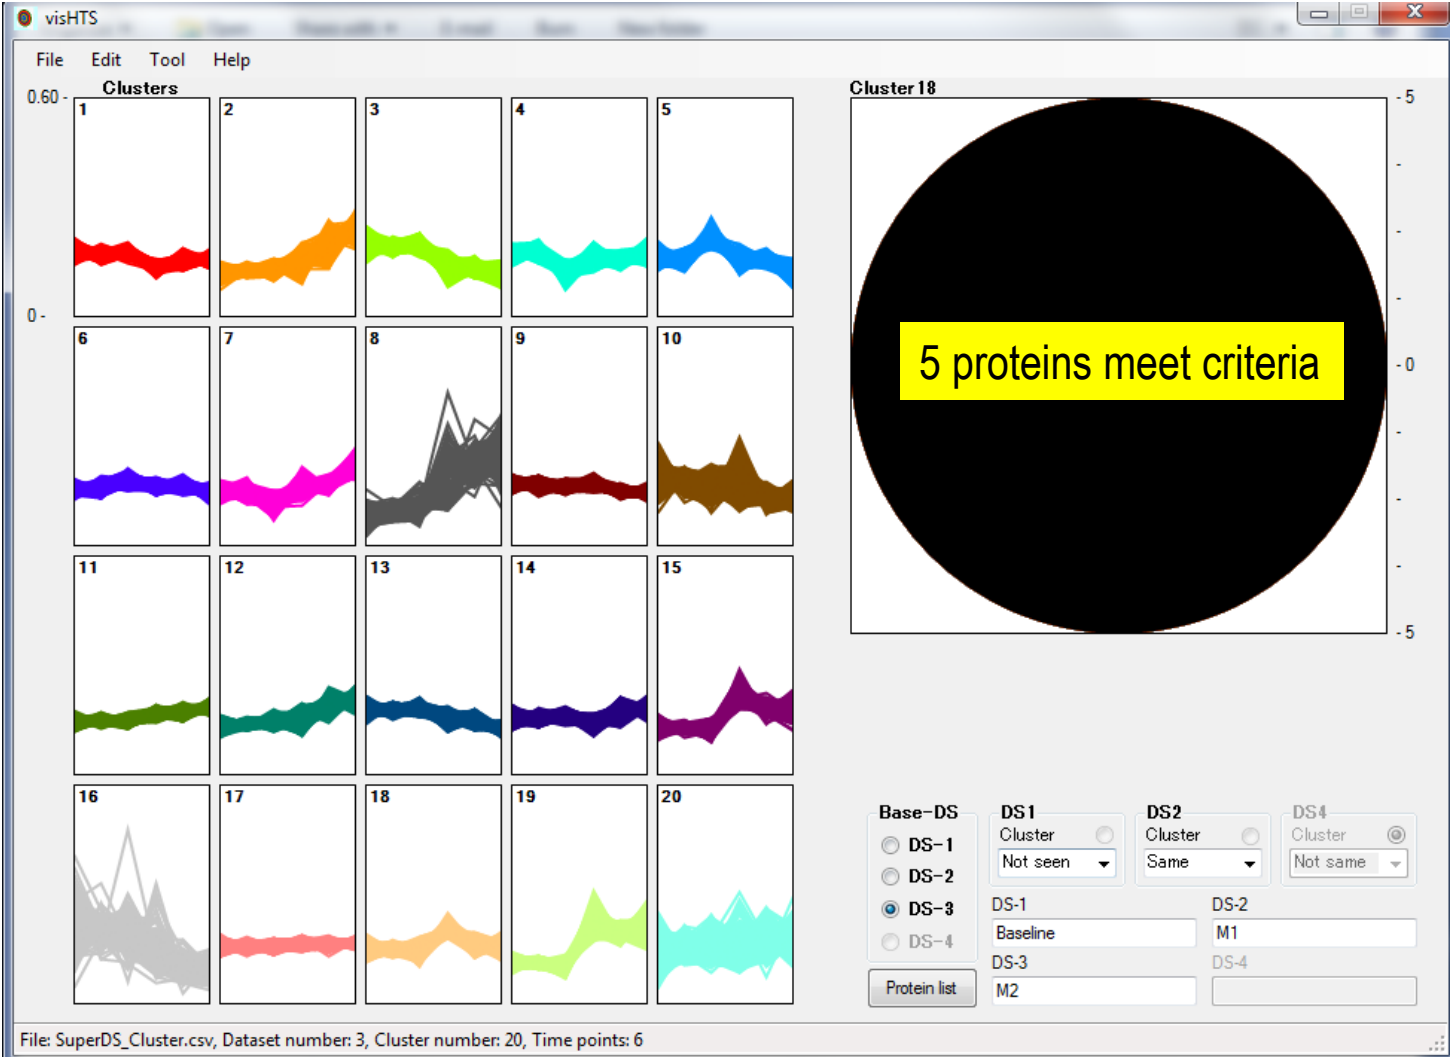 visHTS
File Edit Tool Help
Clusters
0.60 -
0 -
1 2 3 4 5
6 7 8 9 10
11 12 13 14 15
16 17 18 19 20
Cluster18
- 5
-
-
-
- 0
-
-
-
- 5
5 proteins meet criteria
Base-DS
DS-1
DS-2
DS-3
DS-4
Protein list
DS1
Cluster
Not seen
DS2
Cluster
Same
DS4
Cluster
Not same
DS-1 DS-2
Baseline M1
DS-3 DS-4
M2
File: SuperDS_Cluster.csv, Dataset number: 3, Cluster number: 20, Time points: 6